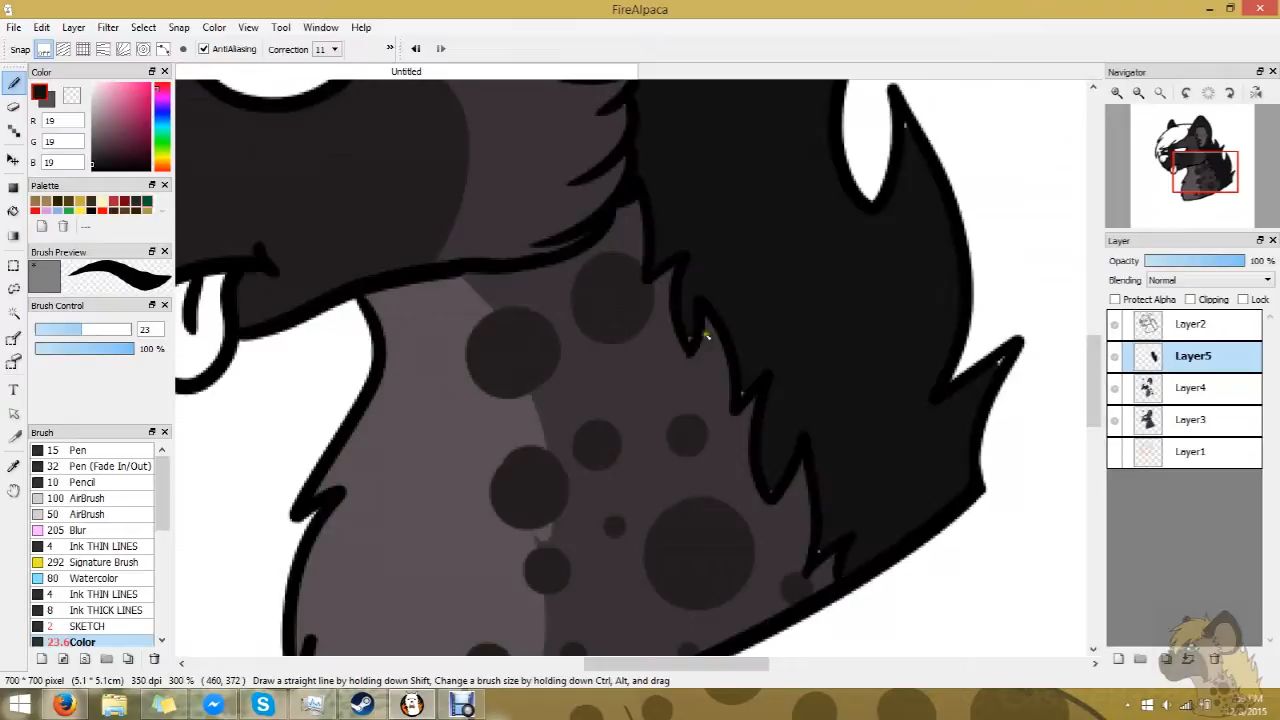 FireAlpaca
File Edit Layer Filter Select Snap Color View Tool Window Help
Snap AntiAliasing Correction 11 »
Color
R 19
G 19
B 19
Palette
---
Brush Preview
Brush Control
23
100 %
Brush
15 Pen
32 Pen (Fade In/Out)
10 Pencil
100 AirBrush
50 AirBrush
205 Blur
4 Ink THIN LINES
292 Signature Brush
80 Watercolor
4 Ink THIN LINES
8 Ink THICK LINES
2 SKETCH
23.6 Color
Untitled
Navigator
Layer
Opacity 100 %
Blending Normal
Protect Alpha Clipping Lock
Layer2
Layer5
Layer4
Layer3
Layer1
700 * 700 pixel (5.1 * 5.1cm) 350 dpi 300 % ( 460, 372 ) Draw a straight line by holding down Shift, Change a brush size by holding down Ctrl, Alt, and drag